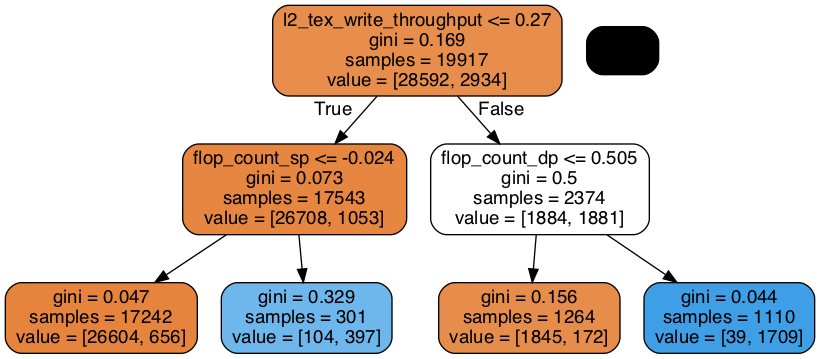 l2_tex_write_throughput <= 0.27
gini = 0.169
samples = 19917
value = [28592, 2934]
True
False
flop_count_sp <= -0.024
gini = 0.073
samples = 17543
value = [26708, 1053]
flop_count_dp <= 0.505
gini = 0.5
samples = 2374
value = [1884, 1881]
gini = 0.047
samples = 17242
value = [26604, 656]
gini = 0.329
samples = 301
value = [104, 397]
gini = 0.156
samples = 1264
value = [1845, 172]
gini = 0.044
samples = 1110
value = [39, 1709]